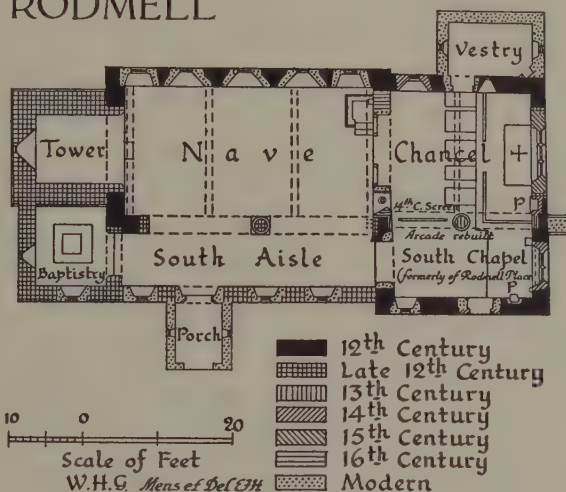 RODMELL
Vestry
Tower
Nave
Chancel
14th C. Screen
P
Arcade rebuilt
Baptistry
South Aisle
South Chapel
(formerly of Rodmell Place
P
Porch
12th Century
Late 12th Century
13th Century
14th Century
15th Century
16th Century
Modern
10 0 20
Scale of Feet
W.H.G. Mens et Del EFH